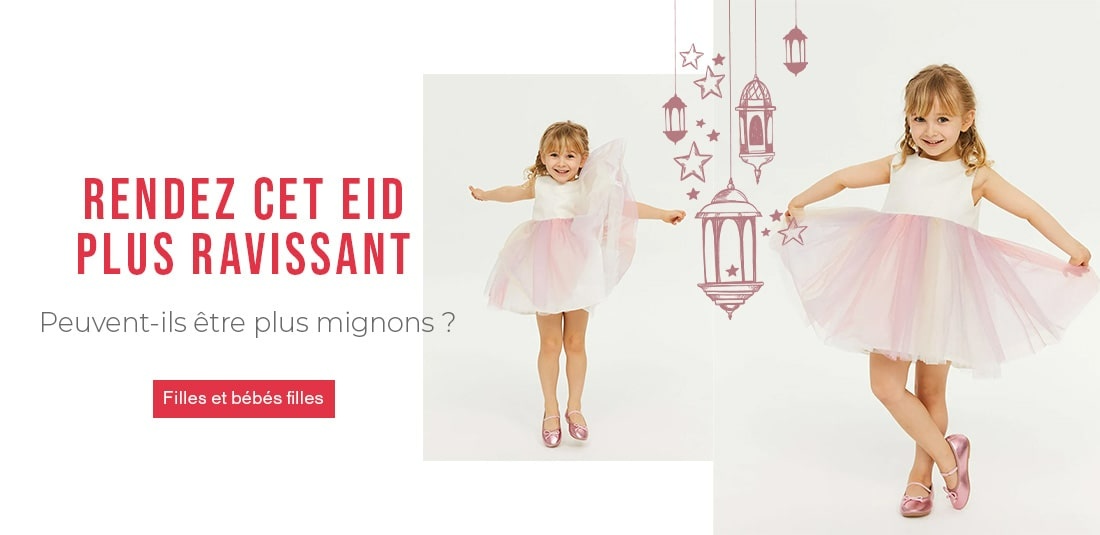 RENDEZ CET EID
PLUS RAVISSANT
Peuvent-ils être plus mignons ?
Filles et bébés filles